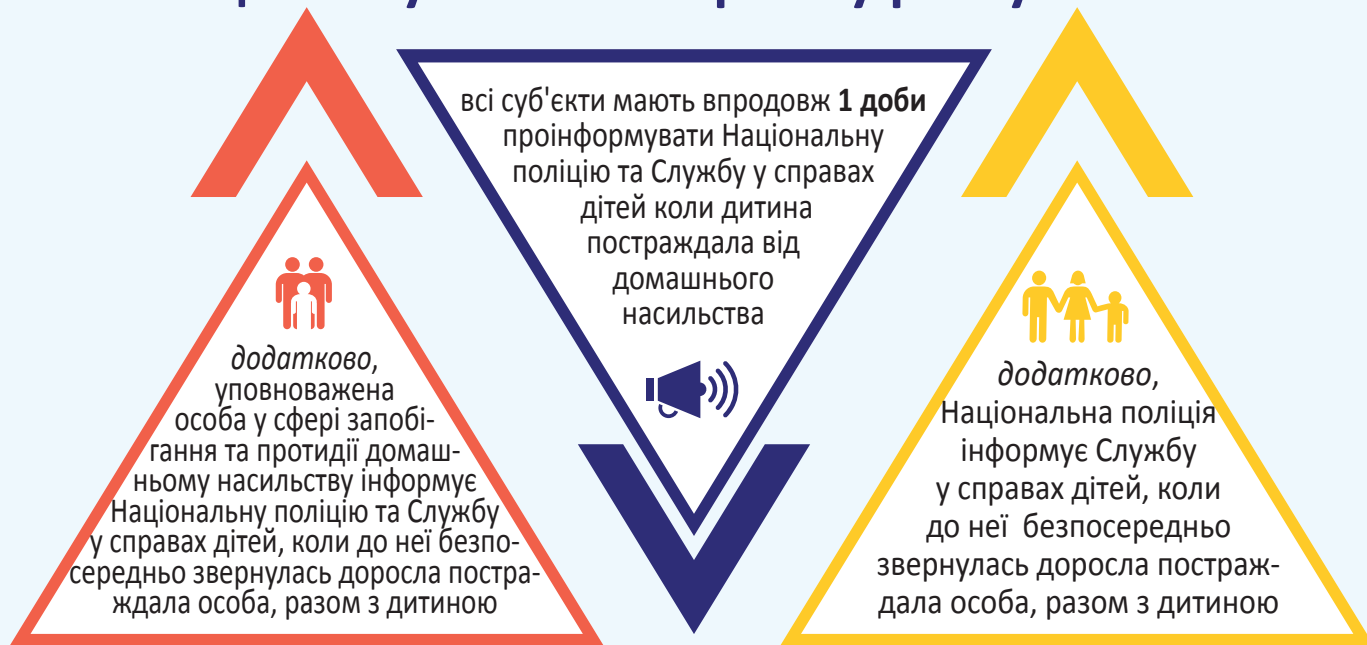 всі суб'єкти мають впродовж 1 доби
проінформувати Національну
поліцію та Службу у справах
дітей коли дитина
постраждала від
домашнього
насильства
додатково,
уповноважена
особа у сфері запобі-
гання та протидії домаш-
ньому насильству інформує
Національну поліцію та Службу
у справах дітей, коли до неї безпо-
середньо звернулась доросла постра-
ждала особа, разом з дитиною
додатково,
Національна поліція
інформує Службу
у справах дітей, коли
до неї безпосередньо
звернулась доросла постраж-
дала особа, разом з дитиною